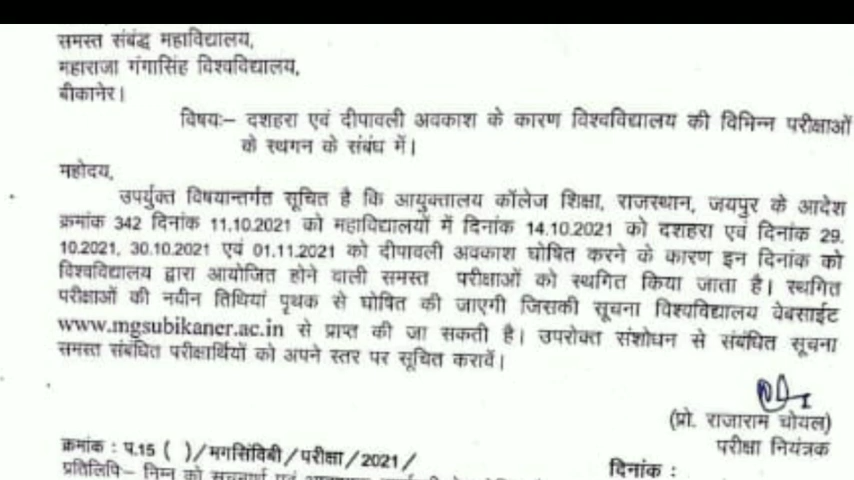 समस्त संबंद्ध महाविद्यालय,
महाराजा गंगासिंह विश्वविद्यालय,
बीकानेर।
विषयः– दशहरा एवं दीपावली अवकाश के कारण विश्वविद्यालय की विभिन्न परीक्षाओं
के स्थगन के संबंध में।
महोदय,
उपर्युक्त विषयान्तर्गत सूचित है कि आयुक्तालय कॉलेज शिक्षा, राजस्थान, जयपुर के आदेश
क्रमांक 342 दिनांक 11.10.2021 को महाविद्यालयों में दिनांक 14.10.2021 को दशहरा एवं दिनांक 29.
10.2021, 30.10.2021 एवं 01.11.2021 को दीपावली अवकाश घोषित करने के कारण इन दिनांक को
विश्वविद्यालय द्वारा आयोजित होने वाली समस्त परीक्षाओं को स्थगित किया जाता है। स्थगित
परीक्षाओं की नवीन तिथियां पृथक से घोषित की जाएगी जिसकी सूचना विश्वविद्यालय वेबसाईट
www.mgsubikaner.ac.in से प्राप्त की जा सकती है। उपरोक्त संशोधन से संबंधित सूचना
समस्त संबंधित परीक्षार्थियों को अपने स्तर पर सूचित करावें।
(प्रो. राजाराम चोयल)
परीक्षा नियंत्रक
क्रमांक : प.15 ( )/मगसिंविबी/परीक्षा/2021/
दिनांक :
प्रतिलिपि– निम्न को सूचनार्थ एवं